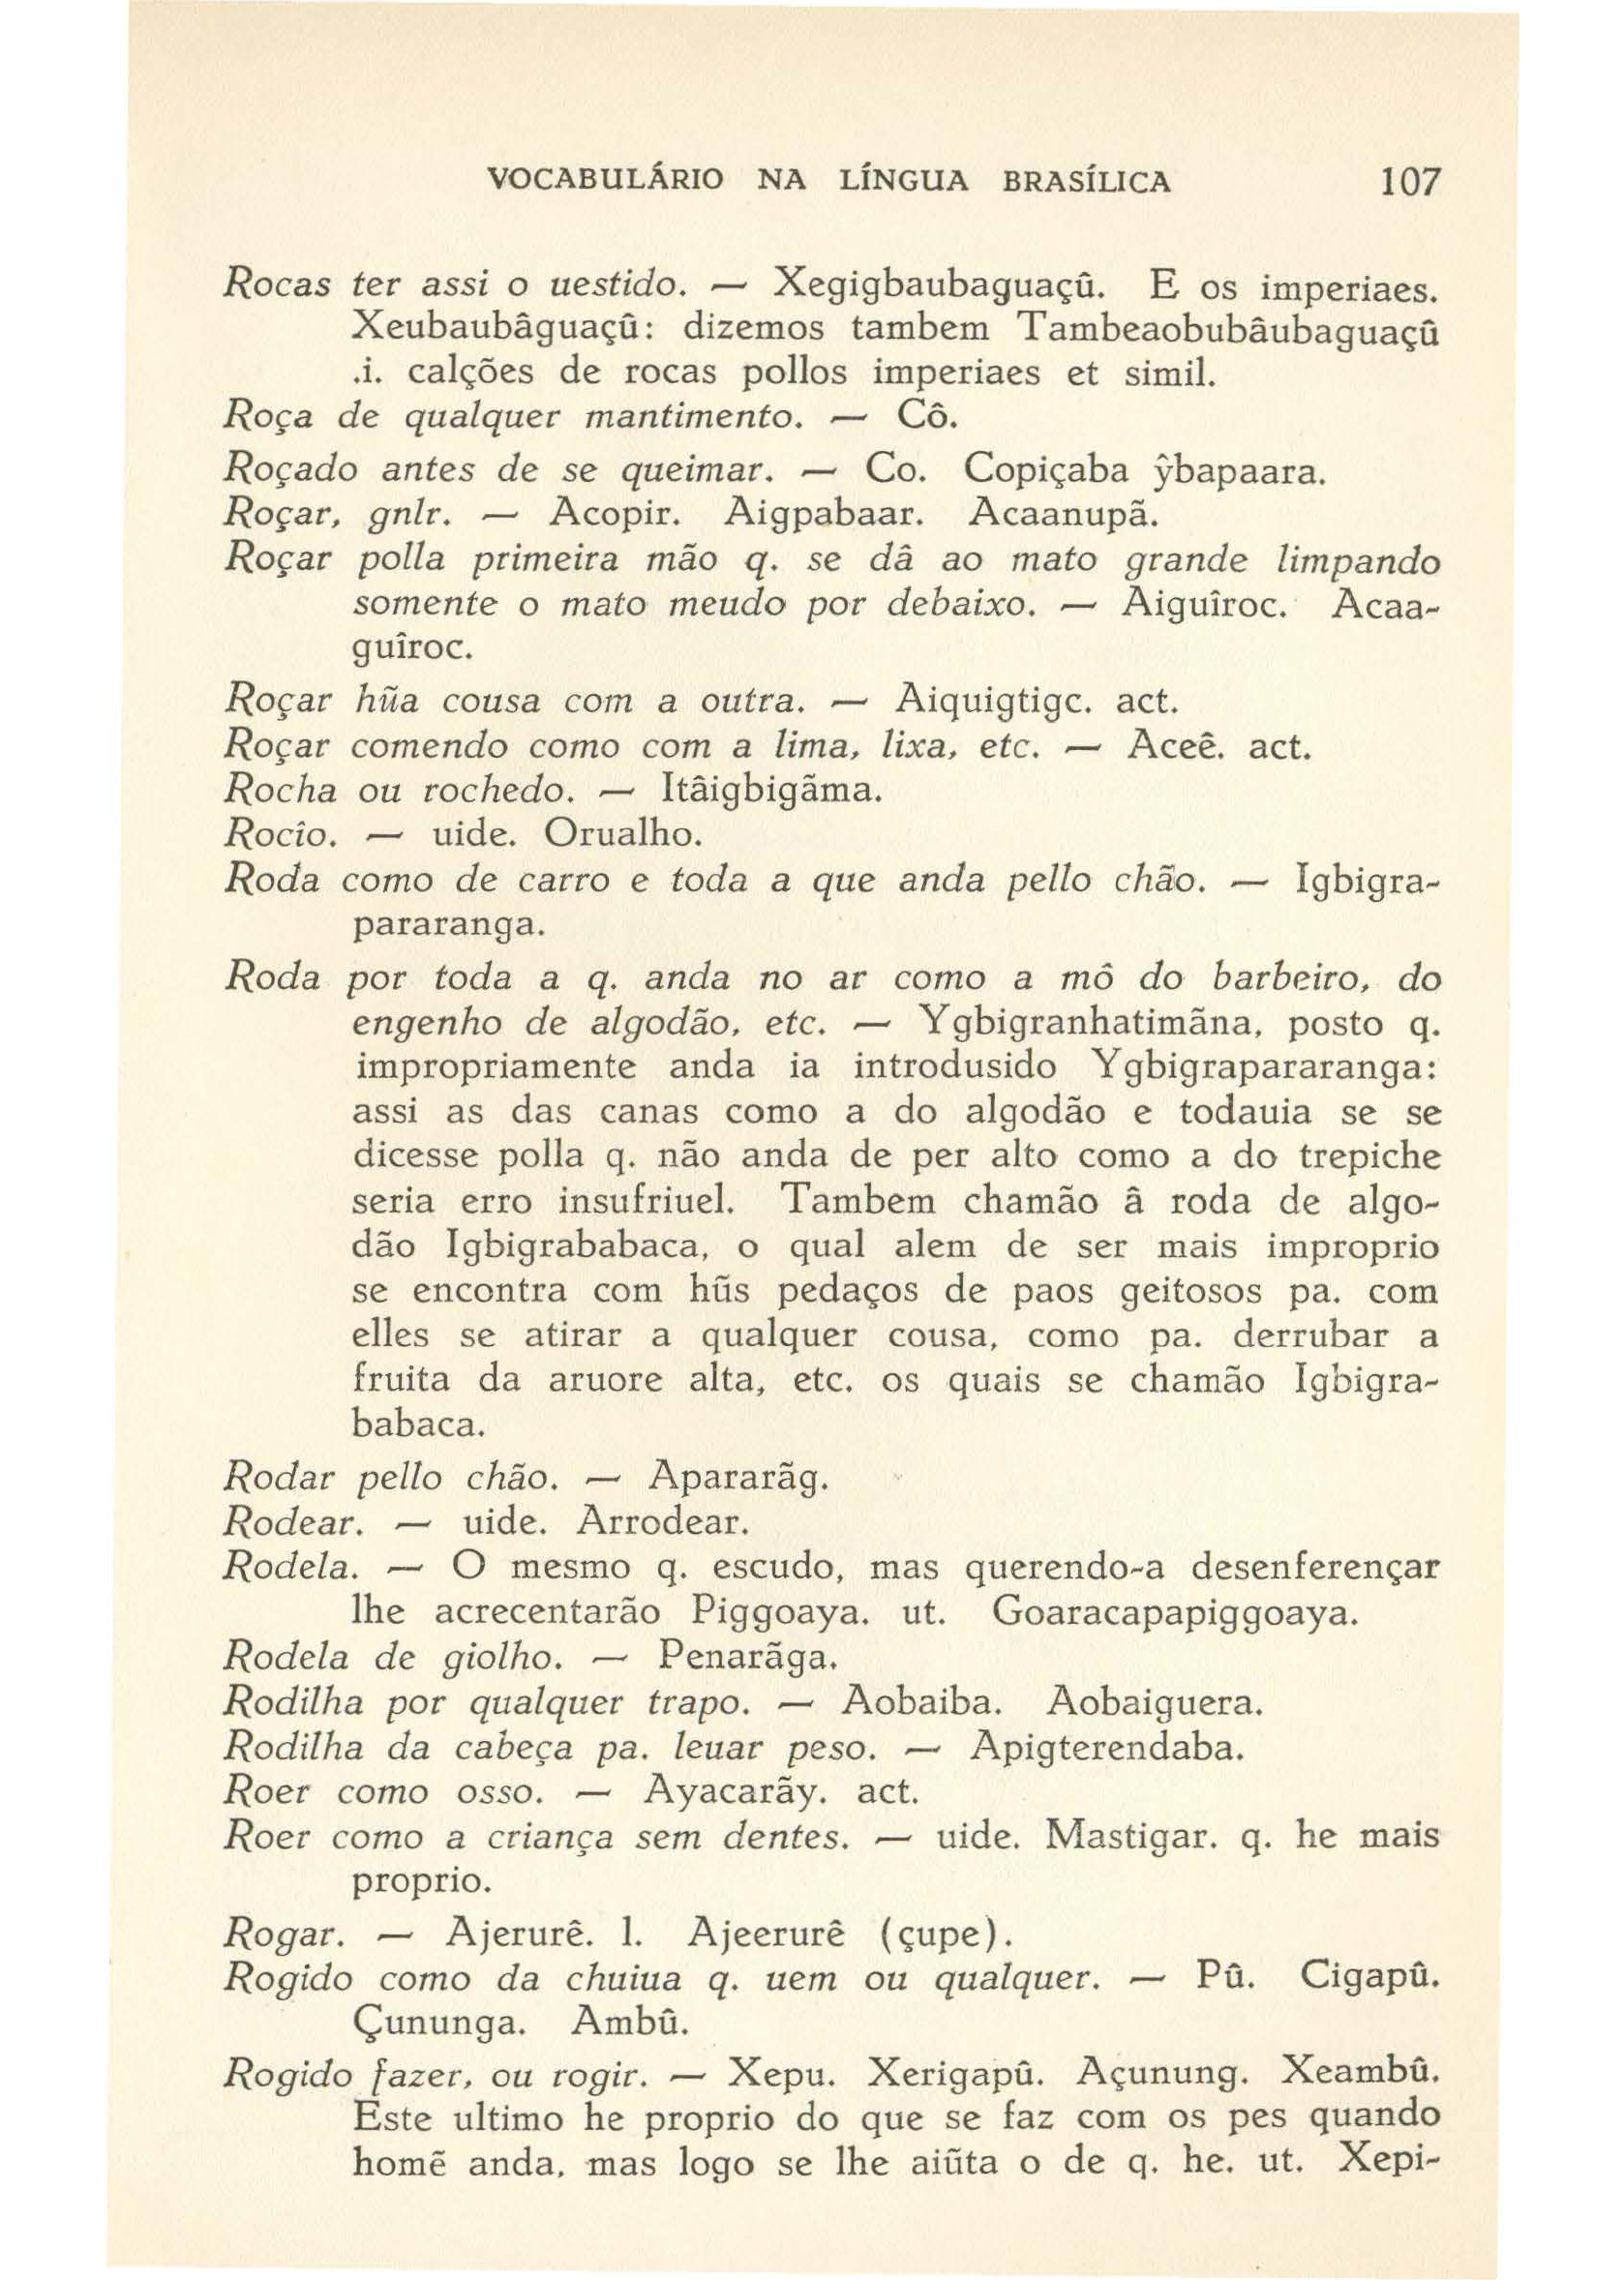 VOCABULÁRIO NA LÍNGUA BRASÍLICA 107
Rocas ter assi o uestido. — Xegigbaubaguaçû. E os imperiaes.
Xeubaubâguaçû: dizemos tambem Tambeaobubâubaguaçû
.i. calções de rocas pollos imperiaes et simil.
Roça de qualquer mantimento. — Cô.
Roçado antes de se queimar. — Co. Copiçaba ŷbapaara.
Roçar, gnlr. — Acopir. Aigpabaar. Acaanupã.
Roçar polla primeira mão q. se dâ ao mato grande limpando
somente o mato meudo por debaixo. — Aiguîroc. Acaa-
guîroc.
Roçar hũa cousa com a outra. — Aiquigtigc. act.
Roçar comendo como com a lima, lixa, etc. — Aceê. act.
Rocha ou rochedo. — Itâigbigãma.
Rocîo. — uide. Orualho.
Roda como de carro e toda a que anda pello chão. — Igbigra-
pararanga.
Roda por toda a q. anda no ar como a mô do barbeiro, do
engenho de algodão, etc. — Ygbigranhatimãna, posto q.
impropriamente anda ia introdusido Ygbigrapararanga:
assi as das canas como a do algodão e todauia se se
dicesse polla q. não anda de per alto como a do trepiche
seria erro insufriuel. Tambem chamão â roda de algo-
dão Igbigrababaca, o qual alem de ser mais improprio
se encontra com hũs pedaços de paos geitosos pa. com
elles se atirar a qualquer cousa, como pa. derrubar a
fruita da aruore alta, etc. os quais se chamão Igbigra-
babaca.
Rodar pello chão. — Apararãg.
Rodear. — uide. Arrodear.
Rodela. — O mesmo q. escudo, mas querendo-a desenferençar
lhe acrecentarão Piggoaya. ut. Goaracapapiggoaya.
Rodela de giolho. — Penarãga.
Rodilha por qualquer trapo. — Aobaiba. Aobaiguera.
Rodilha da cabeça pa. leuar peso. — Apigterendaba.
Roer como osso. — Ayacarãy. act.
Roer como a criança sem dentes. — uide. Mastigar. q. he mais
proprio.
Rogar. — Ajerurê. l. Ajeerurê (çupe).
Rogido como da chuiua q. uem ou qualquer. — Pû. Cigapû.
Çununga. Ambû.
Rogido fazer, ou rogir. — Xepu. Xerigapû. Açunung. Xeambû.
Este ultimo he proprio do que se faz com os pes quando
homẽ anda, mas logo se lhe aiũta o de q. he. ut. Xepi-